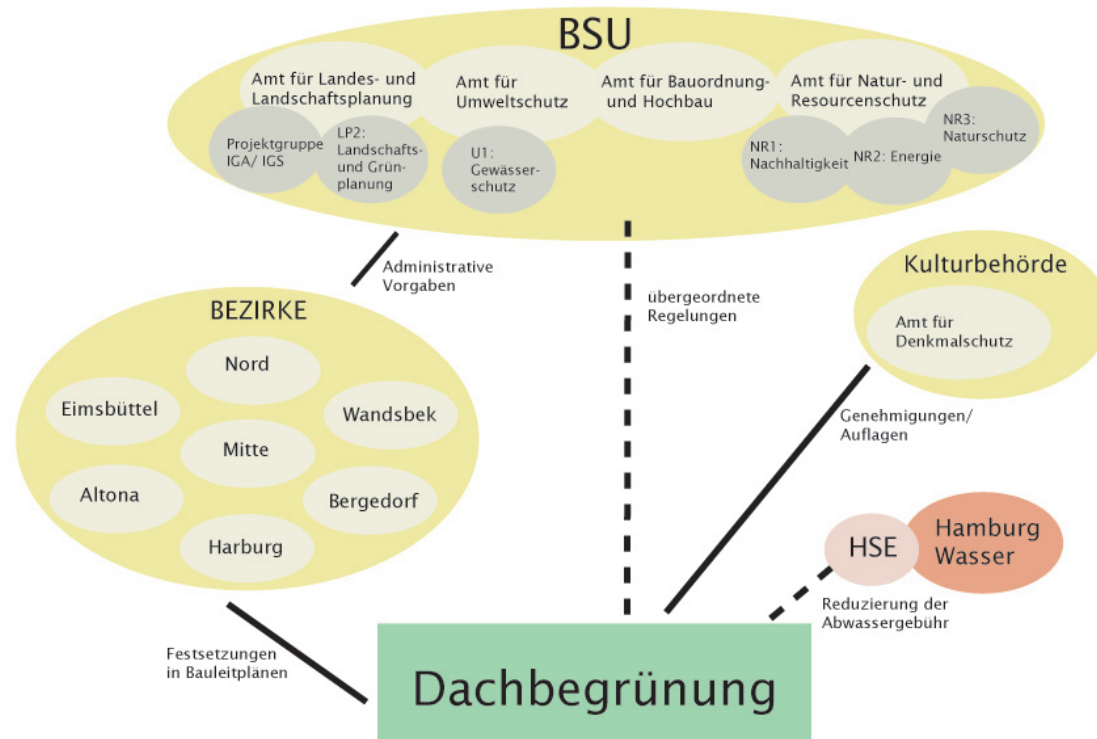 BSU
Amt für Landes- und
Landschaftsplanung
Amt für
Umweltschutz
Amt für Bauordnung-
und Hochbau
Amt für Natur- und
Resourcenschutz
Projektgruppe
IGA/ IGS
LP2:
Landschafts-
und Grün-
planung
U1:
Gewässer-
schutz
NR1:
Nachhaltigkeit
NR2: Energie
NR3:
Naturschutz
Administrative
Vorgaben
übergeordnete
Regelungen
Kulturbehörde
Amt für
Denkmalschutz
BEZIRKE
Nord
Eimsbüttel
Wandsbek
Mitte
Altona
Bergedorf
Harburg
Genehmigungen/
Auflagen
HSE
Hamburg
Wasser
Reduzierung der
Abwassergebühr
Festsetzungen
in Bauleitplänen
Dachbegrünung